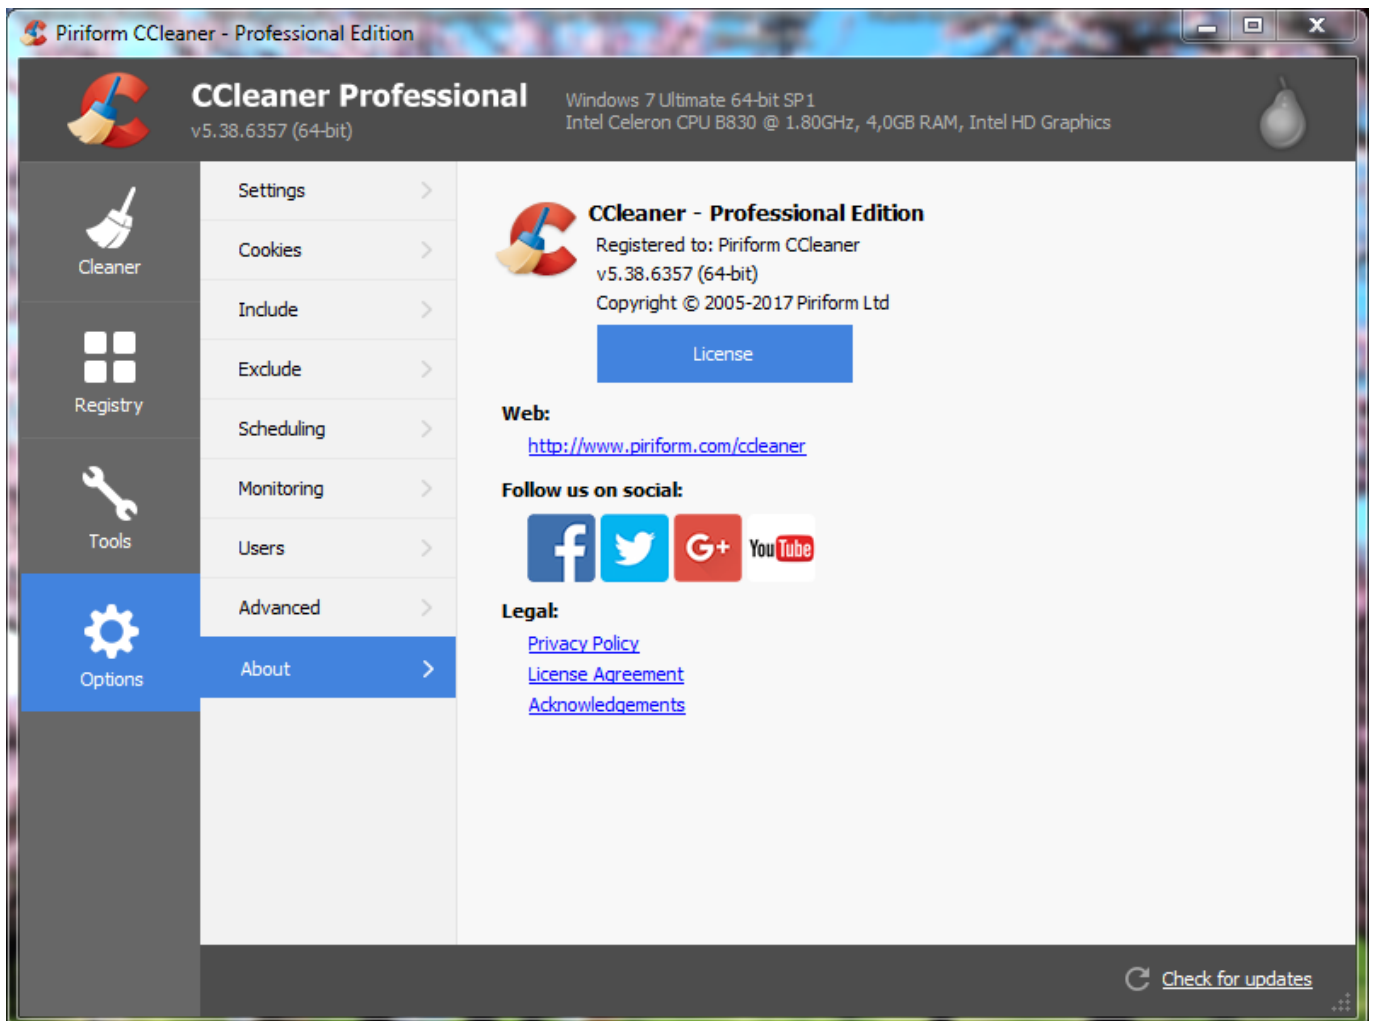 Piriform CCleaner - Professional Edition
CCleaner Professional
v5.38.6357 (64-bit)
Windows 7 Ultimate 64-bit SP1
Intel Celeron CPU B830 @ 1.80GHz, 4,0GB RAM, Intel HD Graphics
Cleaner
Registry
Tools
Options
Settings
Cookies
Include
Exclude
Scheduling
Monitoring
Users
Advanced
About
CCleaner - Professional Edition
Registered to: Piriform CCleaner
v5.38.6357 (64-bit)
Copyright © 2005-2017 Piriform Ltd
License
Web:
http://www.piriform.com/ccleaner
Follow us on social:
f
G+
YouTube
Legal:
Privacy Policy
License Agreement
Acknowledgements
Check for updates